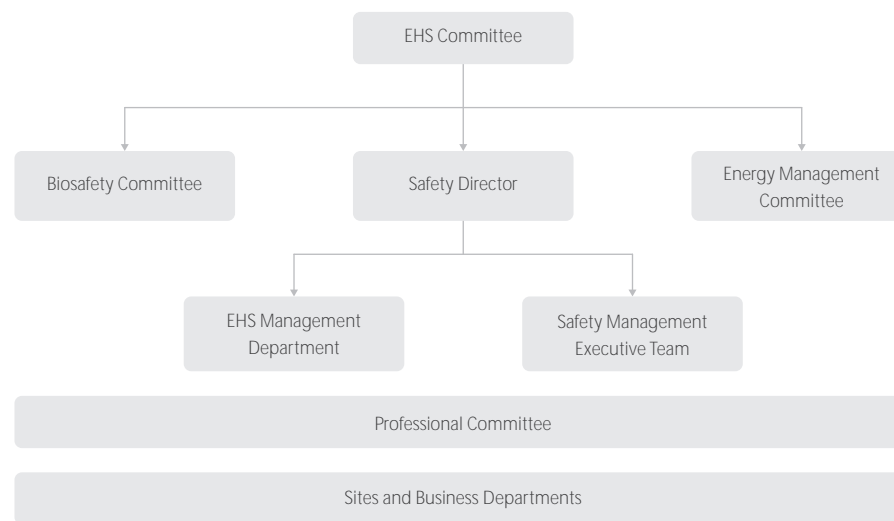 EHS Committee
Biosafety Committee
Safety Director
Energy Management
Committee
EHS Management
Department
Safety Management
Executive Team
Professional Committee
Sites and Business Departments